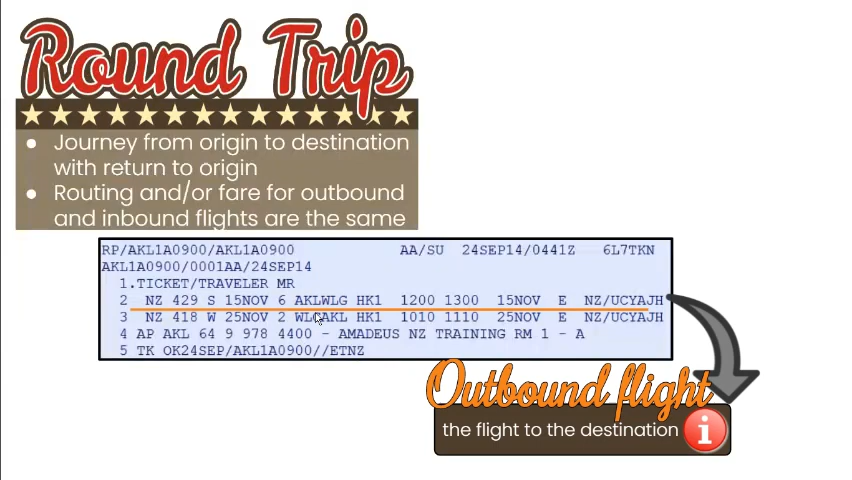 Round Trip
● Journey from origin to destination
with return to origin
● Routing and/or fare for outbound
and inbound flights are the same
RP/AKL1A0900/AKL1A0900 AA/SU 24SEP14/0441Z 6L7TKN
AKL1A0900/0001AA/24SEP14
1.TICKET/TRAVELER MR
2 NZ 429 S 15NOV 6 AKLWLG HK1 1200 1300 15NOV E NZ/UCYAJH
3 NZ 418 W 25NOV 2 WLGAKL HK1 1010 1110 25NOV E NZ/UCYAJH
4 AP AKL 64 9 978 4400 - AMADEUS NZ TRAINING RM 1 - A
5 TK OK24SEP/AKL1A0900//ETNZ
Outbound flight
the flight to the destination i